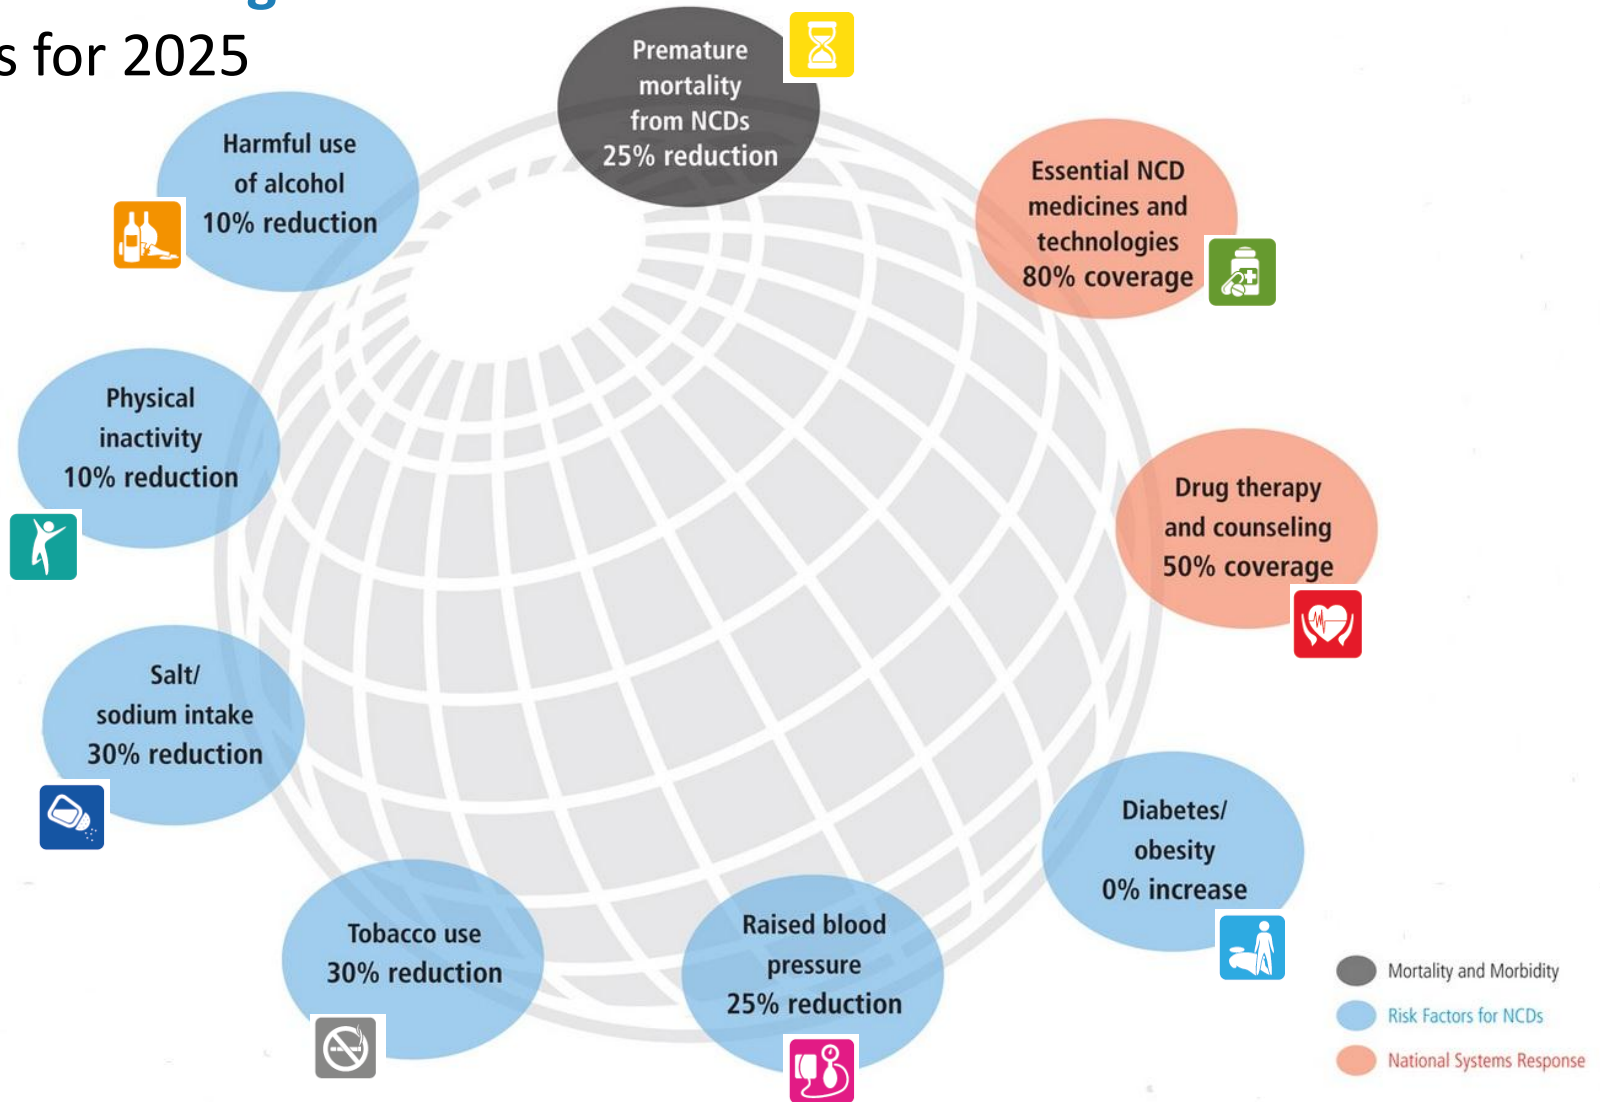 s for 2025
Premature
mortality
from NCDs
25% reduction
Harmful use
of alcohol
10% reduction
Essential NCD
medicines and
technologies
80% coverage
Physical
inactivity
10% reduction
Drug therapy
and counseling
50% coverage
Salt/
sodium intake
30% reduction
Diabetes/
obesity
0% increase
Tobacco use
30% reduction
Raised blood
pressure
25% reduction
Mortality and Morbidity
Risk Factors for NCDs
National Systems Response